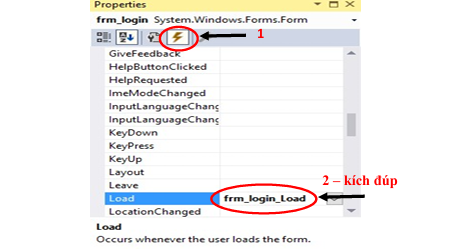 Properties
frm_login System.Windows.Forms.Form
1
GiveFeedback
HelpButtonClicked
HelpRequested
ImeModeChanged
InputLanguageChang
InputLanguageChang
KeyDown
KeyPress
KeyUp
Layout
2 – kích đúp
Leave
Load frm_login_Load
LocationChanged
Load
Occurs whenever the user loads the form.